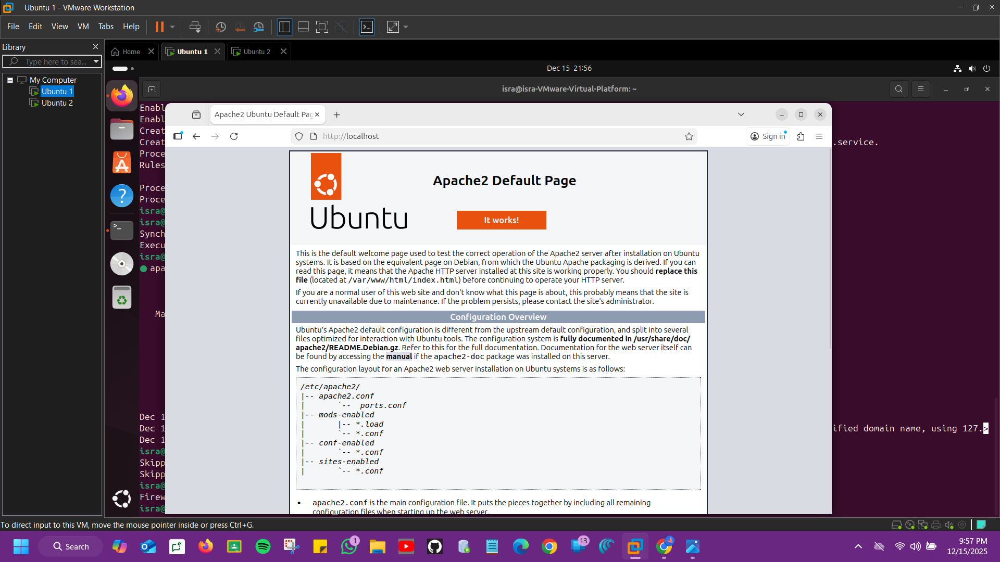 Ubuntu 1 - VMware Workstation
File Edit View VM Tabs Help
Library
Type here to sea...
My Computer
Ubuntu 1
Ubuntu 2
Home
Ubuntu 1
Ubuntu 2
Dec 15 21:56
isra@isra-VMware-Virtual-Platform: ~
Enabl
Enabl
Creat
Creat
.service.
Proce
Rules
Proce
Proce
isra@
isra@
Synch
Execu
isra@
apa
Ma
Dec 1
Dec 1
ified domain name, using 127.>
Dec 1
isra@
Skipp
Skipp
isra@
Firew
isra@
Apache2 Ubuntu Default Pag
http://localhost
Sign in
Apache2 Default Page
Ubuntu
It works!
This is the default welcome page used to test the correct operation of the Apache2 server after installation on Ubuntu
systems. It is based on the equivalent page on Debian, from which the Ubuntu Apache packaging is derived. If you can
read this page, it means that the Apache HTTP server installed at this site is working properly. You should replace this
file (located at /var/www/html/index.html) before continuing to operate your HTTP server.
If you are a normal user of this web site and don't know what this page is about, this probably means that the site is
currently unavailable due to maintenance. If the problem persists, please contact the site's administrator.
Configuration Overview
Ubuntu's Apache2 default configuration is different from the upstream default configuration, and split into several
files optimized for interaction with Ubuntu tools. The configuration system is fully documented in /usr/share/doc/
apache2/README.Debian.gz. Refer to this for the full documentation. Documentation for the web server itself can
be found by accessing the manual if the apache2-doc package was installed on this server.
The configuration layout for an Apache2 web server installation on Ubuntu systems is as follows:
/etc/apache2/
|-- apache2.conf
|       `--  ports.conf
|-- mods-enabled
|       |-- *.load
|       `-- *.conf
|-- conf-enabled
|       `-- *.conf
|-- sites-enabled
|       `-- *.conf
• apache2.conf is the main configuration file. It puts the pieces together by including all remaining
configuration files when starting up the web server.
To direct input to this VM, move the mouse pointer inside or press Ctrl+G.
Search
1
13
9:57 PM
12/15/2025